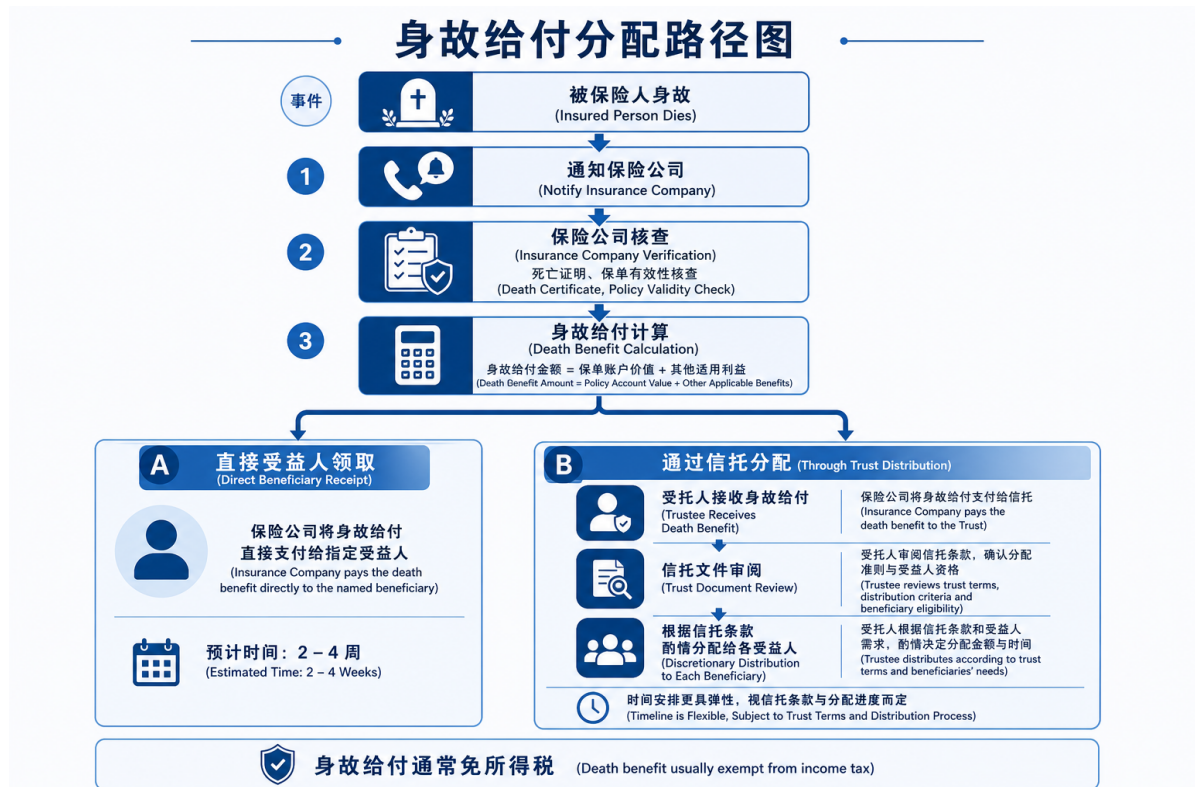 身故给付分配路径图
事件
被保险人身故
(Insured Person Dies)
1
通知保险公司
(Notify Insurance Company)
2
保险公司核查
(Insurance Company Verification)
死亡证明、保单有效性核查
(Death Certificate, Policy Validity Check)
3
身故给付计算
(Death Benefit Calculation)
身故给付金额 = 保单账户价值 + 其他适用利益
(Death Benefit Amount = Policy Account Value + Other Applicable Benefits)
A
直接受益人领取
(Direct Beneficiary Receipt)
保险公司将身故给付
直接支付给指定受益人
(Insurance Company pays the death
benefit directly to the named beneficiary)
预计时间：2 – 4 周
(Estimated Time: 2 – 4 Weeks)
B
通过信托分配 (Through Trust Distribution)
受托人接收身故给付
(Trustee Receives
Death Benefit)
保险公司将身故给付支付给信托
(Insurance Company pays the
death benefit to the Trust)
信托文件审阅
(Trust Document Review)
受托人审阅信托条款，确认分配
准则与受益人资格
(Trustee reviews trust terms,
distribution criteria and
beneficiary eligibility)
根据信托条款
酌情分配给各受益人
(Discretionary Distribution
to Each Beneficiary)
受托人根据信托条款和受益人
需求，酌情决定分配金额与时间
(Trustee distributes according to trust
terms and beneficiaries' needs)
时间安排更具弹性，视信托条款与分配进度而定
(Timeline is Flexible, Subject to Trust Terms and Distribution Process)
身故给付通常免所得税 (Death benefit usually exempt from income tax)